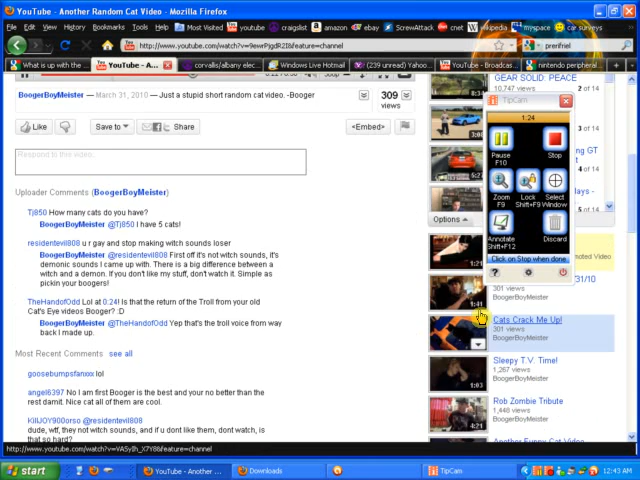 YouTube - Another Random Cat Video - Mozilla Firefox
File Edit View History Bookmarks Tools Help Most Visited youtube craigslist amazon ebay ScrewAttack cnet wikipedia myspace car surveys
http://www.youtube.com/watch?v=9ewrPjgdR2I&feature=channel
What is up with the YouTube - A... corvalis/albany elec Windows Live Hotmail (239 unread) Yahoo YouTube - Broadcast nintendo peripheral
BoogerBoyMeister — March 31, 2010 — Just a stupid short random cat video. -Booger
309
views
Like Save to Share <Embed>
Respond to this video...
Uploader Comments (BoogerBoyMeister)
Tj850 How many cats do you have?
BoogerBoyMeister @Tj850 I have 5 cats!
residentevil808 u r gay and stop making witch sounds loser
BoogerBoyMeister @residentevil808 First off it's not witch sounds, it's
demonic sounds I came up with. There is a big difference between a
witch and a demon. If you don't like my stuff, don't watch it. Simple as
pickin your boogers!
TheHandofOdd Lol at 0:24! Is that the return of the Troll from your old
Cat's Eye videos Booger? :D
BoogerBoyMeister @TheHandofOdd Yep that's the troll voice from way
back I made up.
Most Recent Comments see all
goosebumpsfanxxx lol
angel6397 No I am first Booger is the best and your no better than the
rest damit. Nice cat all of them are cool.
KillJOY900orso @residentevil808
dude, wtf, they not witch sounds, and if u dont like them, dont watch, is
that so hard?
GEAR SOLID: PEACE
10,747 views
2 of 14
3 of 14
GT
4 of 14
Options
TipCam
1:24
Pause
F10
Stop
Zoom
F9
Lock
Shift+F9
Select
Window
Annotate
Shift+F12
Discard
Click on Stop when done
1:21
1:41
301 views
BoogerBoyMeister
Cats Crack Me Up!
301 views
BoogerBoyMeister
1:03
Sleepy T.V. Time!
1,267 views
BoogerBoyMeister
4:21
Rob Zombie Tribute
1,448 views
BoogerBoyMeister
Another Funny Cat Video
http://www.youtube.com/watch?v=VASyIh_X7Y8&feature=channel
start YouTube - Another ... Downloads TipCam 12:43 AM